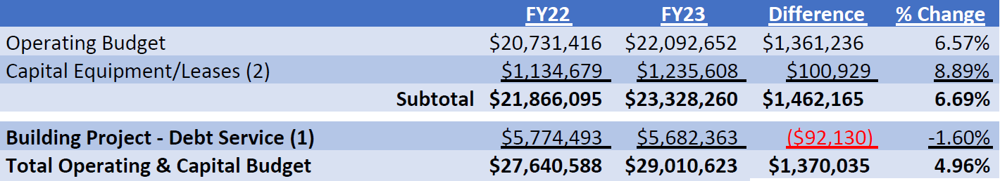 FY22 FY23 Difference % Change
Operating Budget $20,731,416 $22,092,652 $1,361,236 6.57%
Capital Equipment/Leases (2) $1,134,679 $1,235,608 $100,929 8.89%
Subtotal $21,866,095 $23,328,260 $1,462,165 6.69%
Building Project - Debt Service (1) $5,774,493 $5,682,363 ($92,130) -1.60%
Total Operating & Capital Budget $27,640,588 $29,010,623 $1,370,035 4.96%